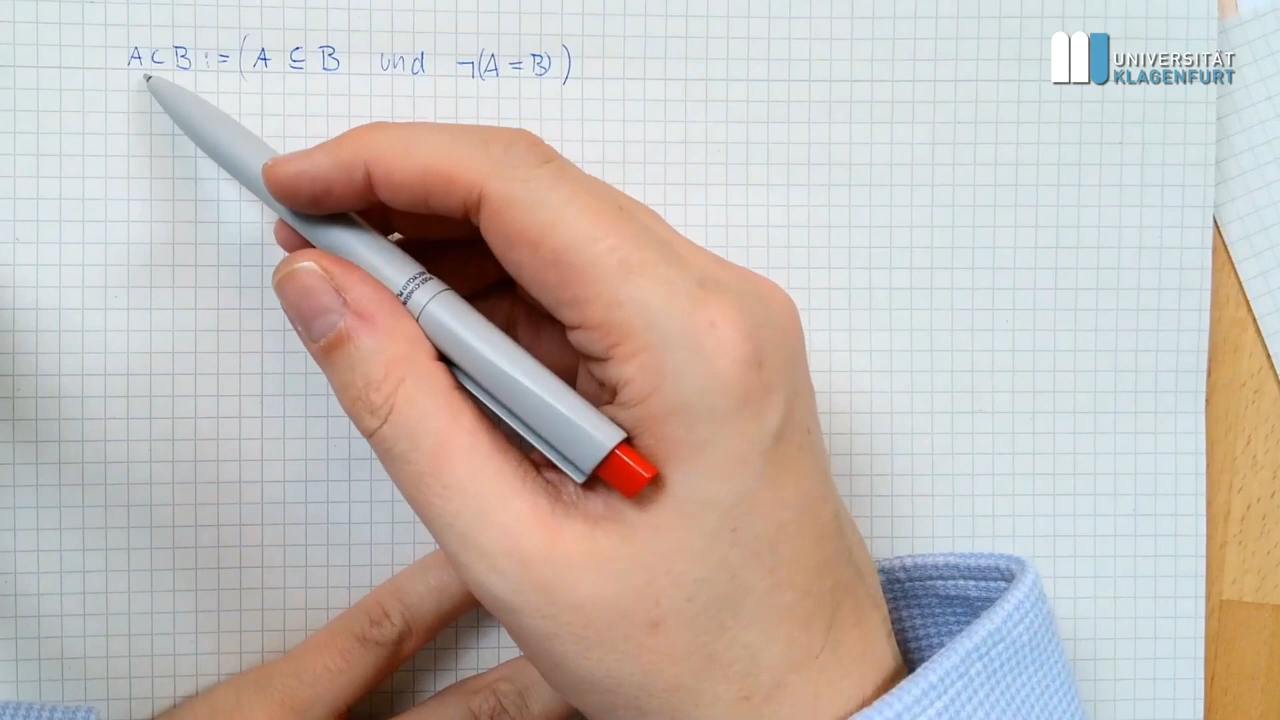 A ⊂ B := ( A ⊆ B und ¬(A = B) )
UNIVERSITÄT
KLAGENFURT